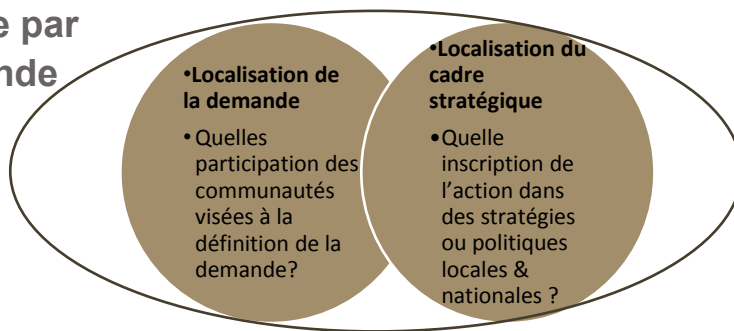 e par
nde
•Localisation de
la demande
• Quelles
participation des
communautés
visées à la
définition de la
demande?
•Localisation du
cadre
stratégique
•Quelle
inscription de
l'action dans
des stratégies
ou politiques
locales &
nationales ?